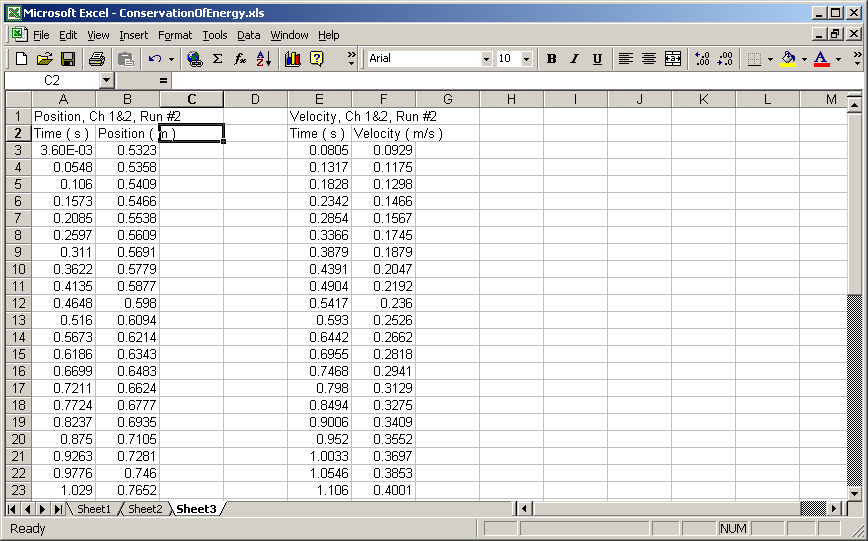 Microsoft Excel - ConservationOfEnergy.xls
File Edit View Insert Format Tools Data Window Help
Arial 10 B I U
C2 =
A B C D E F G H I J K L M
1 Position, Ch 1&2, Run #2 Velocity, Ch 1&2, Run #2
2 Time ( s ) Position ( m ) Time ( s ) Velocity ( m/s )
3 3.60E-03 0.5323 0.0805 0.0929
4 0.0548 0.5358 0.1317 0.1175
5 0.106 0.5409 0.1828 0.1298
6 0.1573 0.5466 0.2342 0.1466
7 0.2085 0.5538 0.2854 0.1567
8 0.2597 0.5609 0.3366 0.1745
9 0.311 0.5691 0.3879 0.1879
10 0.3622 0.5779 0.4391 0.2047
11 0.4135 0.5877 0.4904 0.2192
12 0.4648 0.598 0.5417 0.236
13 0.516 0.6094 0.593 0.2526
14 0.5673 0.6214 0.6442 0.2662
15 0.6186 0.6343 0.6955 0.2818
16 0.6699 0.6483 0.7468 0.2941
17 0.7211 0.6624 0.798 0.3129
18 0.7724 0.6777 0.8494 0.3275
19 0.8237 0.6935 0.9006 0.3409
20 0.875 0.7105 0.952 0.3552
21 0.9263 0.7281 1.0033 0.3697
22 0.9776 0.746 1.0546 0.3853
23 1.029 0.7652 1.106 0.4001
Sheet1 Sheet2 Sheet3
Ready NUM